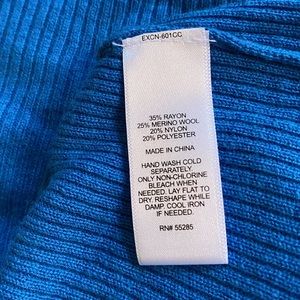 EXCN-601CC
35% RAYON
25% MERINO WOOL
20% NYLON
20% POLYESTER
MADE IN CHINA
HAND WASH COLD
SEPARATELY
ONLY NON-CHLORINE
BLEACH WHEN
NEEDED. LAY FLAT TO
DRY. RESHAPE WHILE
DAMP. COOL IRON
IF NEEDED.
RN# 55285